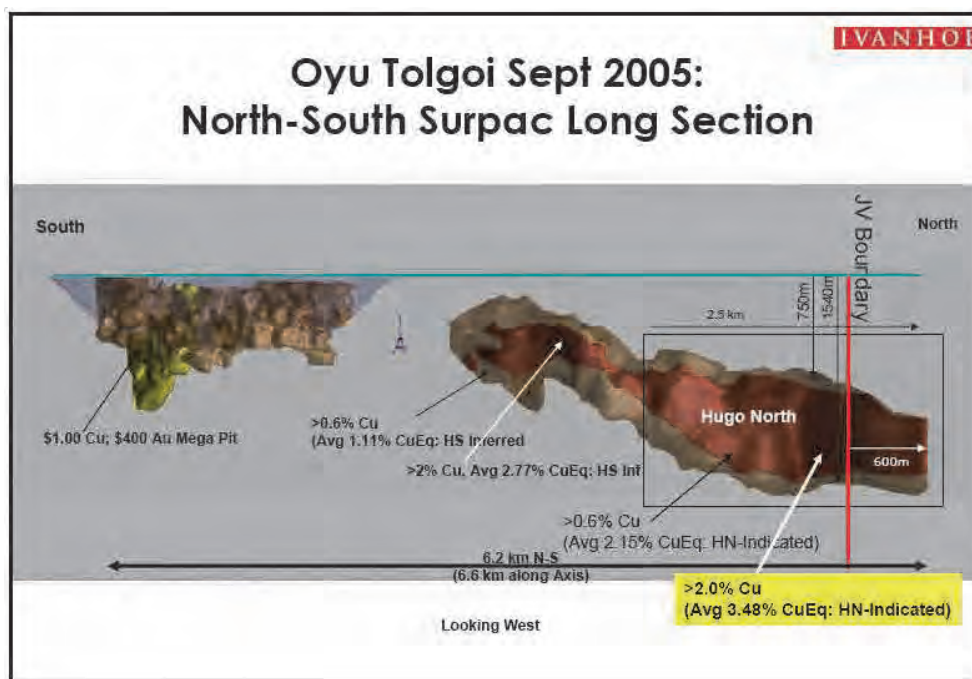 IVANHOE
Oyu Tolgoi Sept 2005:
North-South Surpac Long Section
South
North
JV Boundary
750m
1540m
2.5 km
Hugo North
600m
$1.00 Cu; $400 Au Mega Pit
>0.6% Cu
(Avg 1.11% CuEq: HS Inferred
>2% Cu, Avg 2.77% CuEq: HS Inf
>0.6% Cu
(Avg 2.15% CuEq: HN-Indicated)
6.2 km N-S
(6.6 km along Axis)
>2.0% Cu
(Avg 3.48% CuEq: HN-Indicated)
Looking West